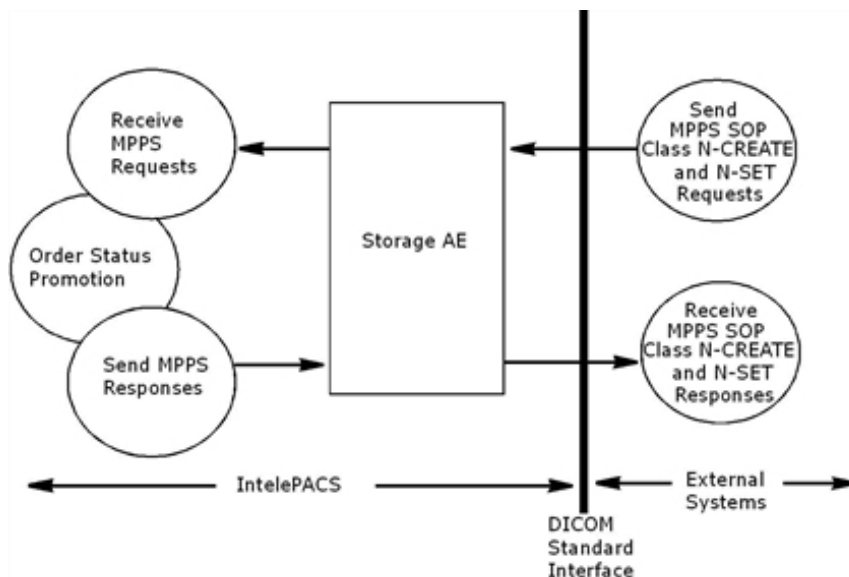 Receive
MPPS
Requests
Order Status
Promotion
Send MPPS
Responses
Storage AE
Send
MPPS SOP
Class N-CREATE
and N-SET
Requests
Receive
MPPS SOP
Class N-CREATE
and N-SET
Responses
IntelePACS
External
Systems
DICOM
Standard
Interface